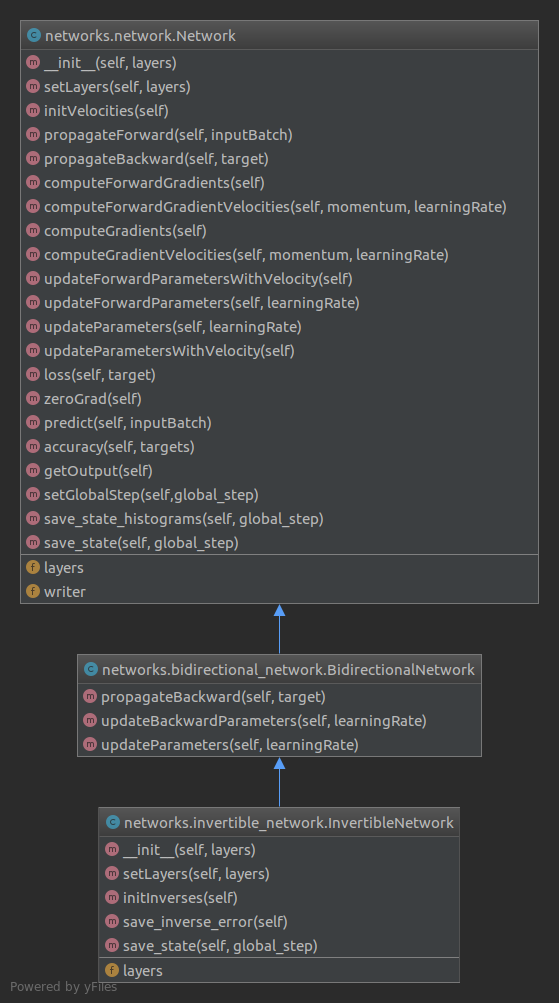 C networks.network.Network
m __init__(self, layers)
m setLayers(self, layers)
m initVelocities(self)
m propagateForward(self, inputBatch)
m propagateBackward(self, target)
m computeForwardGradients(self)
m computeForwardGradientVelocities(self, momentum, learningRate)
m computeGradients(self)
m computeGradientVelocities(self, momentum, learningRate)
m updateForwardParametersWithVelocity(self)
m updateForwardParameters(self, learningRate)
m updateParameters(self, learningRate)
m updateParametersWithVelocity(self)
m loss(self, target)
m zeroGrad(self)
m predict(self, inputBatch)
m accuracy(self, targets)
m getOutput(self)
m setGlobalStep(self,global_step)
m save_state_histograms(self, global_step)
m save_state(self, global_step)
f layers
f writer
C networks.bidirectional_network.BidirectionalNetwork
m propagateBackward(self, target)
m updateBackwardParameters(self, learningRate)
m updateParameters(self, learningRate)
C networks.invertible_network.InvertibleNetwork
m __init__(self, layers)
m setLayers(self, layers)
m initInverses(self)
m save_inverse_error(self)
m save_state(self, global_step)
f layers
Powered by yFiles